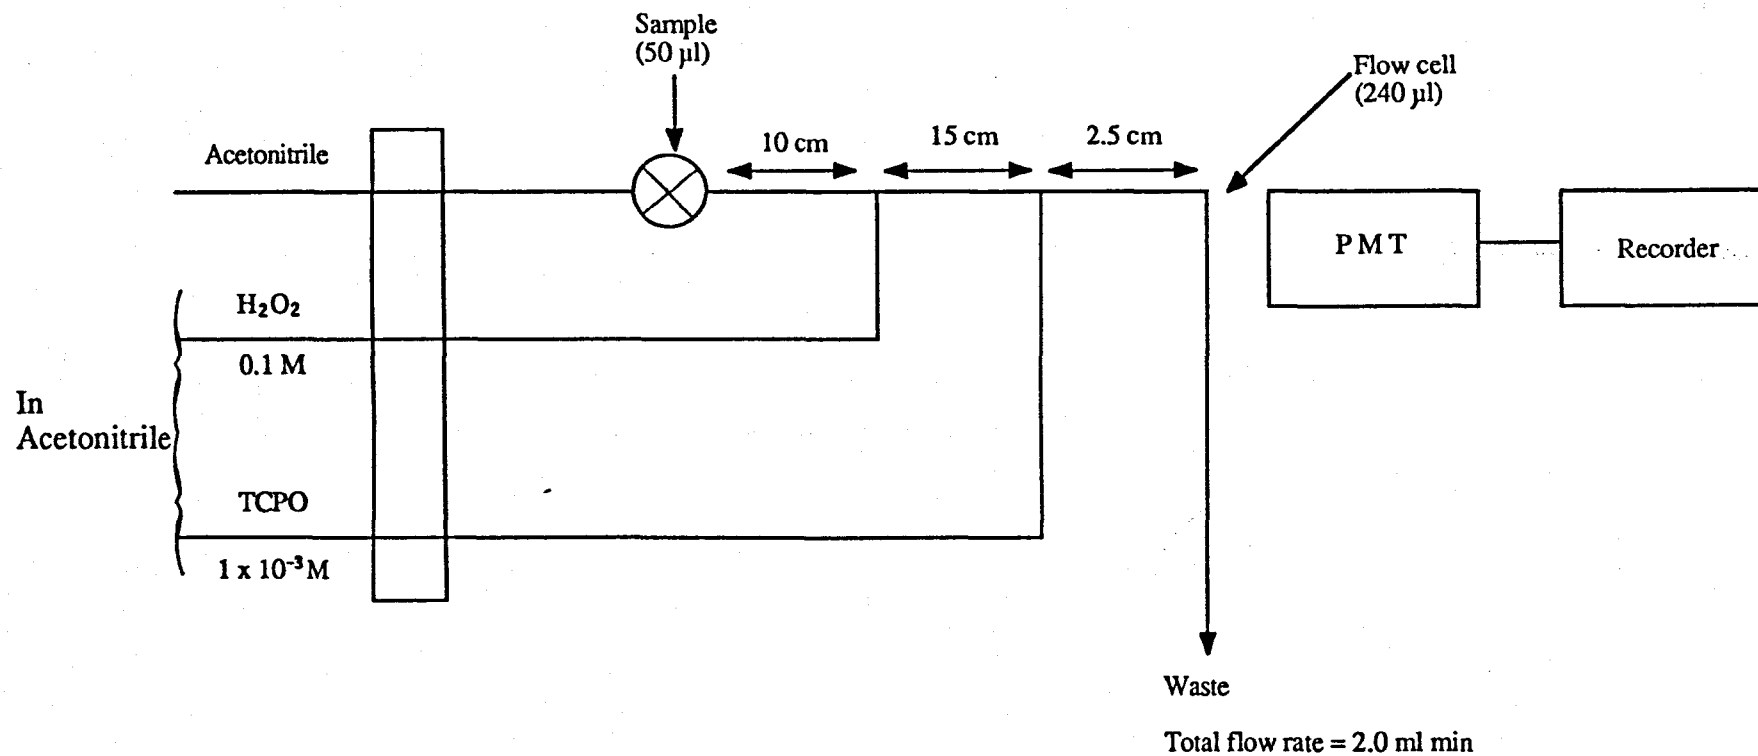 Sample
(50 µl)
Flow cell
(240 µl)
Acetonitrile
10 cm
15 cm
2.5 cm
PMT
Recorder
H₂O₂
0.1 M
In
Acetonitrile
TCPO
1 x 10⁻³M
Waste
Total flow rate = 2.0 ml min